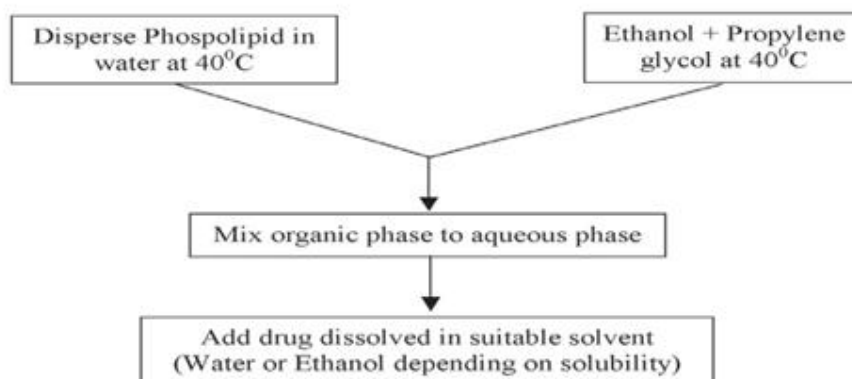 Disperse Phospolipid in
water at 40⁰C
Ethanol + Propylene
glycol at 40⁰C
Mix organic phase to aqueous phase
Add drug dissolved in suitable solvent
(Water or Ethanol depending on solubility)